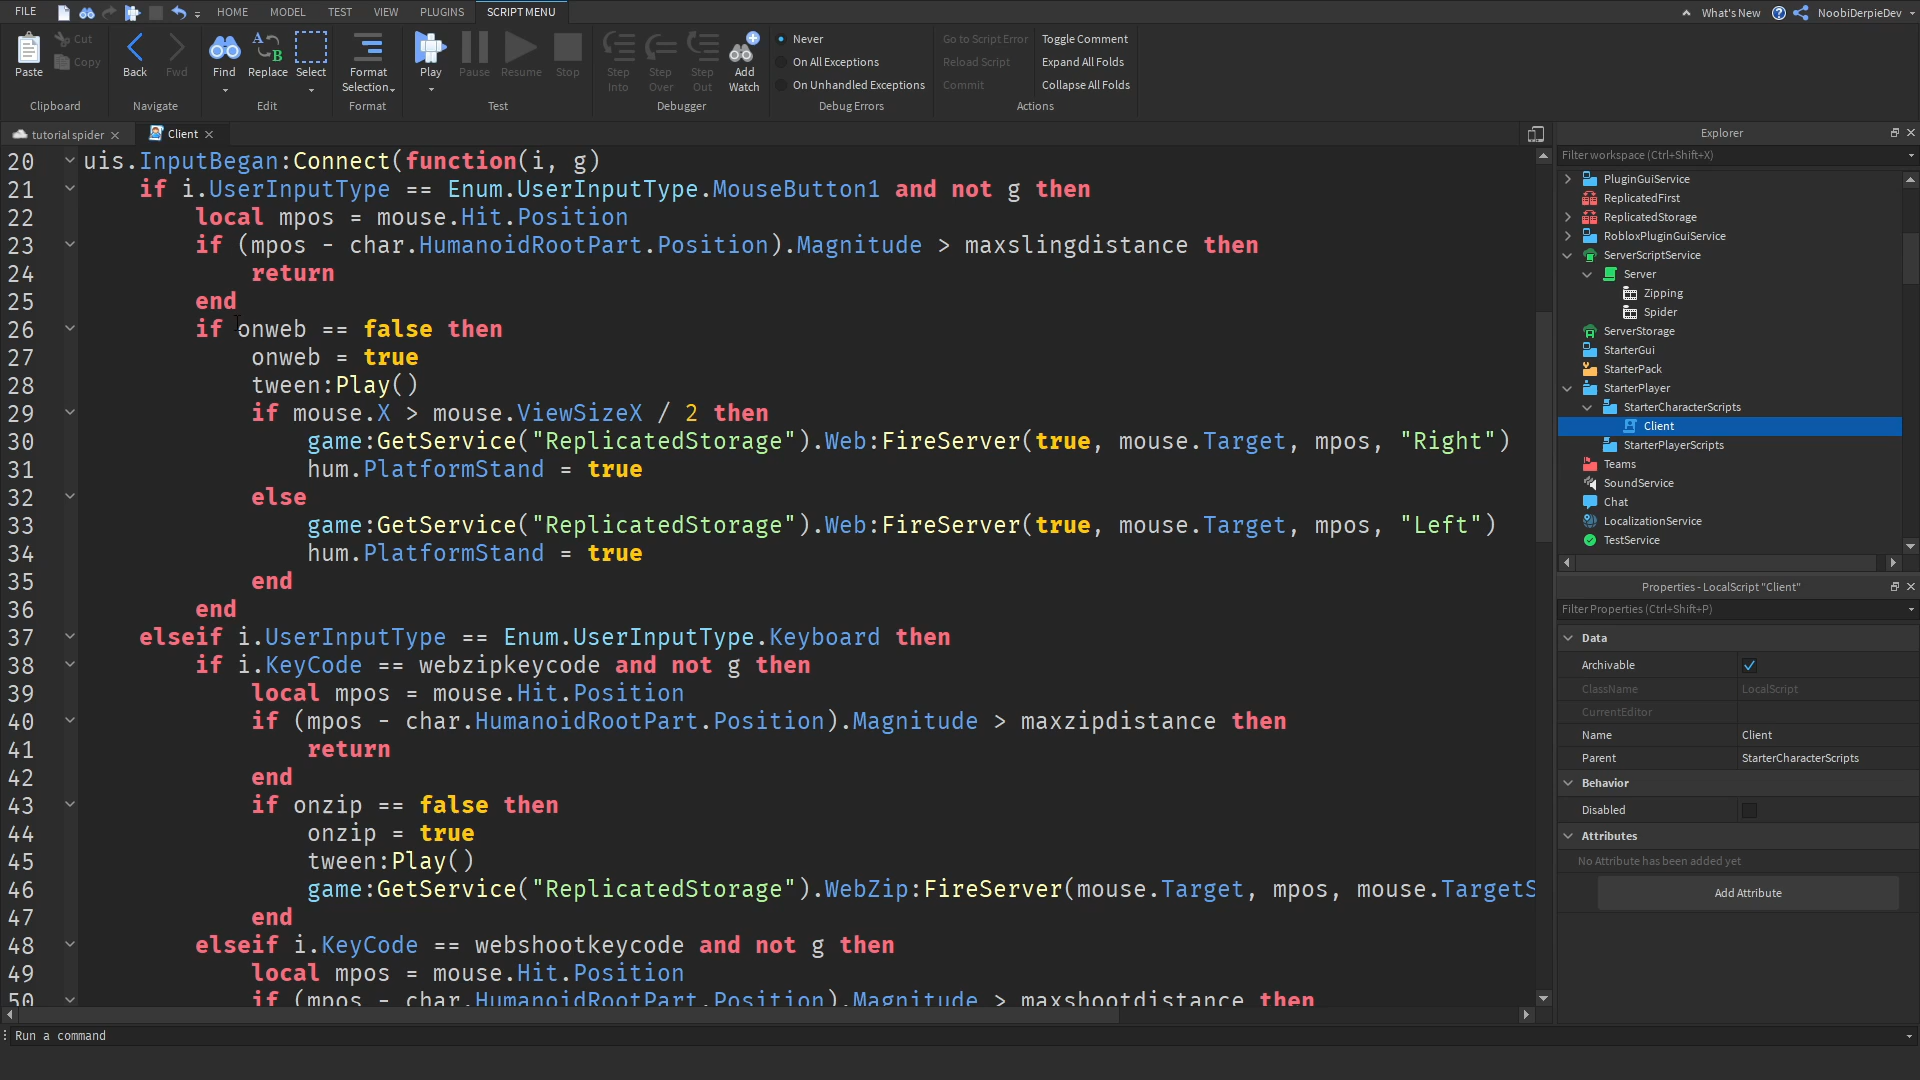 FILE HOME MODEL TEST VIEW PLUGINS SCRIPT MENU What's New NoobiDerpieDev
Paste Cut Copy Back Fwd Find Replace Select Format Selection Play Pause Resume Stop Step Into Step Over Step Out Add Watch
Never
On All Exceptions
On Unhandled Exceptions
Go to Script Error
Reload Script
Commit
Toggle Comment
Expand All Folds
Collapse All Folds
Clipboard Navigate Edit Format Test Debugger Debug Errors Actions
tutorial spider Client
20 uis.InputBegan:Connect(function(i, g)
21 if i.UserInputType == Enum.UserInputType.MouseButton1 and not g then
22 local mpos = mouse.Hit.Position
23 if (mpos - char.HumanoidRootPart.Position).Magnitude > maxslingdistance then
24 return
25 end
26 if onweb == false then
27 onweb = true
28 tween:Play()
29 if mouse.X > mouse.ViewSizeX / 2 then
30 game:GetService("ReplicatedStorage").Web:FireServer(true, mouse.Target, mpos, "Right")
31 hum.PlatformStand = true
32 else
33 game:GetService("ReplicatedStorage").Web:FireServer(true, mouse.Target, mpos, "Left")
34 hum.PlatformStand = true
35 end
36 end
37 elseif i.UserInputType == Enum.UserInputType.Keyboard then
38 if i.KeyCode == webzipkeycode and not g then
39 local mpos = mouse.Hit.Position
40 if (mpos - char.HumanoidRootPart.Position).Magnitude > maxzipdistance then
41 return
42 end
43 if onzip == false then
44 onzip = true
45 tween:Play()
46 game:GetService("ReplicatedStorage").WebZip:FireServer(mouse.Target, mpos, mouse.TargetS
47 end
48 elseif i.KeyCode == webshootkeycode and not g then
49 local mpos = mouse.Hit.Position
50 if (mpos - char.HumanoidRootPart.Position).Magnitude > maxshootdistance then
Explorer
Filter workspace (Ctrl+Shift+X)
PluginGuiService
ReplicatedFirst
ReplicatedStorage
RobloxPluginGuiService
ServerScriptService
Server
Zipping
Spider
ServerStorage
StarterGui
StarterPack
StarterPlayer
StarterCharacterScripts
Client
StarterPlayerScripts
Teams
SoundService
Chat
LocalizationService
TestService
Properties - LocalScript "Client"
Filter Properties (Ctrl+Shift+P)
Data
Archivable
ClassName LocalScript
CurrentEditor
Name Client
Parent StarterCharacterScripts
Behavior
Disabled
Attributes
No Attribute has been added yet
Add Attribute
Run a command